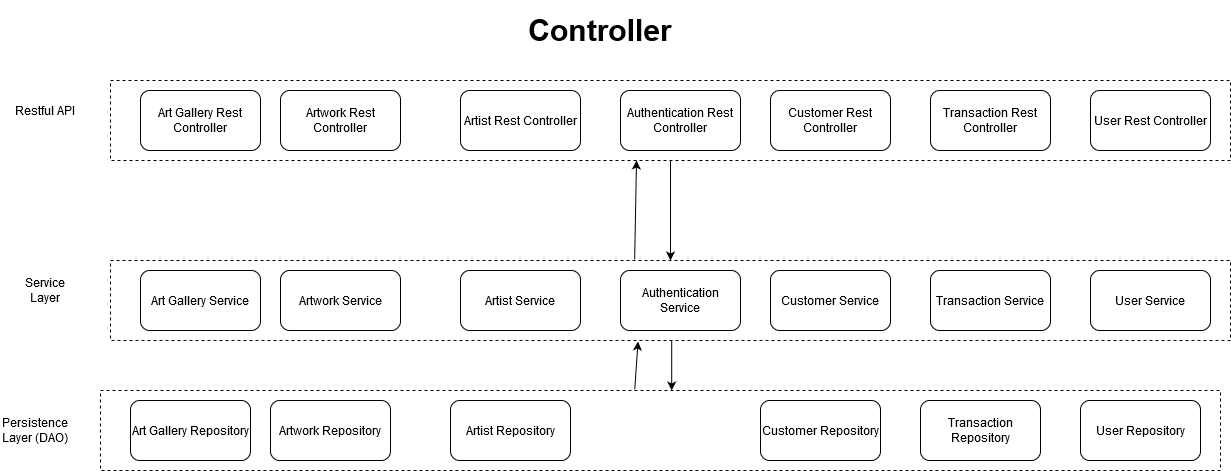 Controller
Restful API
Art Gallery Rest
Controller
Artwork Rest
Controller
Artist Rest Controller
Authentication Rest
Controller
Customer Rest
Controller
Transaction Rest
Controller
User Rest Controller
Service
Layer
Art Gallery Service
Artwork Service
Artist Service
Authentication
Service
Customer Service
Transaction Service
User Service
Persistence
Layer (DAO)
Art Gallery Repository
Artwork Repository
Artist Repository
Customer Repository
Transaction
Repository
User Repository